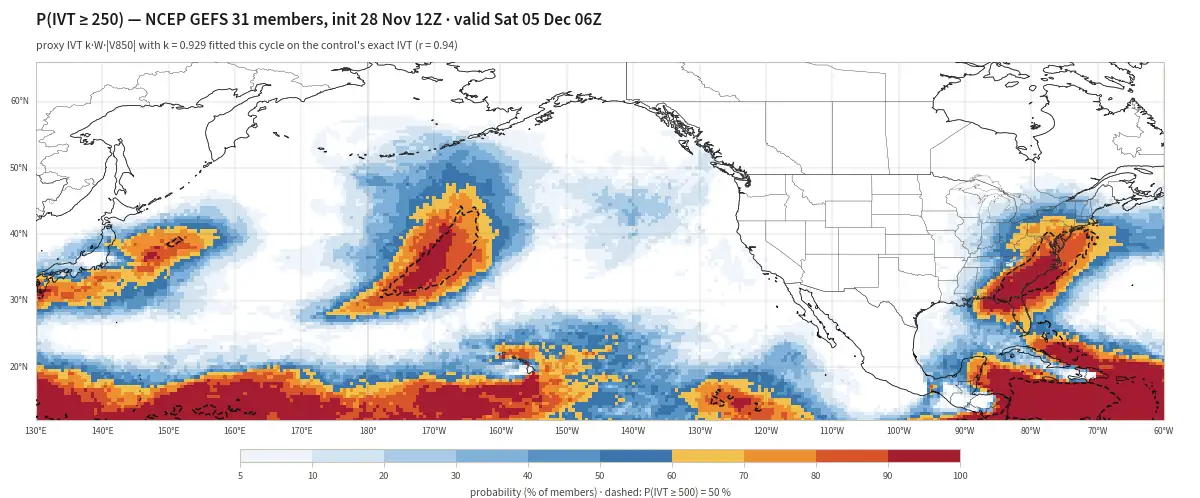 P(IVT ≥ 250) — NCEP GEFS 31 members, init 28 Nov 12Z · valid Sat 05 Dec 06Z
proxy IVT k·W·|V850| with k = 0.929 fitted this cycle on the control's exact IVT (r = 0.94)
60°N
50°N
40°N
30°N
20°N
130°E 140°E 150°E 160°E 170°E 180° 170°W 160°W 150°W 140°W 130°W 120°W 110°W 100°W 90°W 80°W 70°W 60°W
5 10 20 30 40 50 60 70 80 90 100
probability (% of members) · dashed: P(IVT ≥ 500) = 50 %